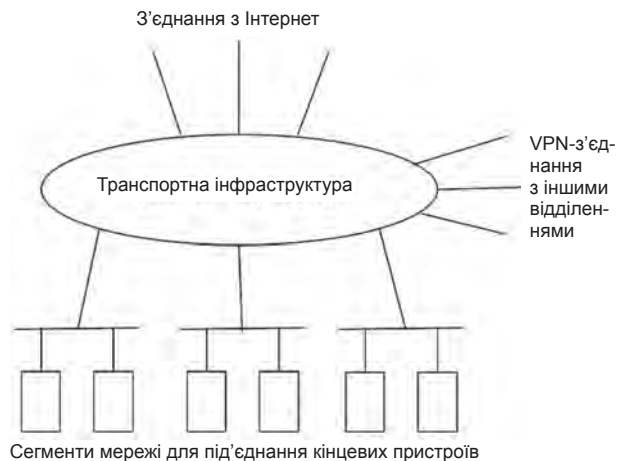 З’єднання з Інтернет
Транспортна інфраструктура
VPN-з’єд-
нання
з іншими
відділен-
нями
Сегменти мережі для під’єднання кінцевих пристроїв